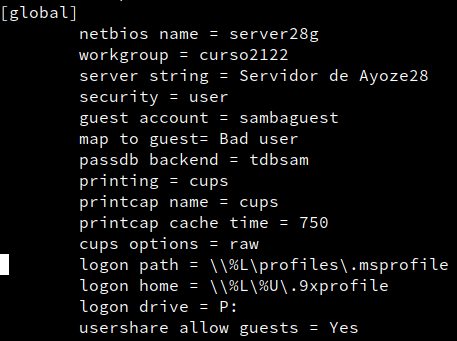 [global]
netbios name = server28g
workgroup = curso2122
server string = Servidor de Ayoze28
security = user
guest account = sambaguest
map to guest= Bad user
passdb backend = tdbsam
printing = cups
printcap name = cups
printcap cache time = 750
cups options = raw
logon path = \\%L\profiles\.msprofile
logon home = \\%L\%U\.9xprofile
logon drive = P:
usershare allow guests = Yes